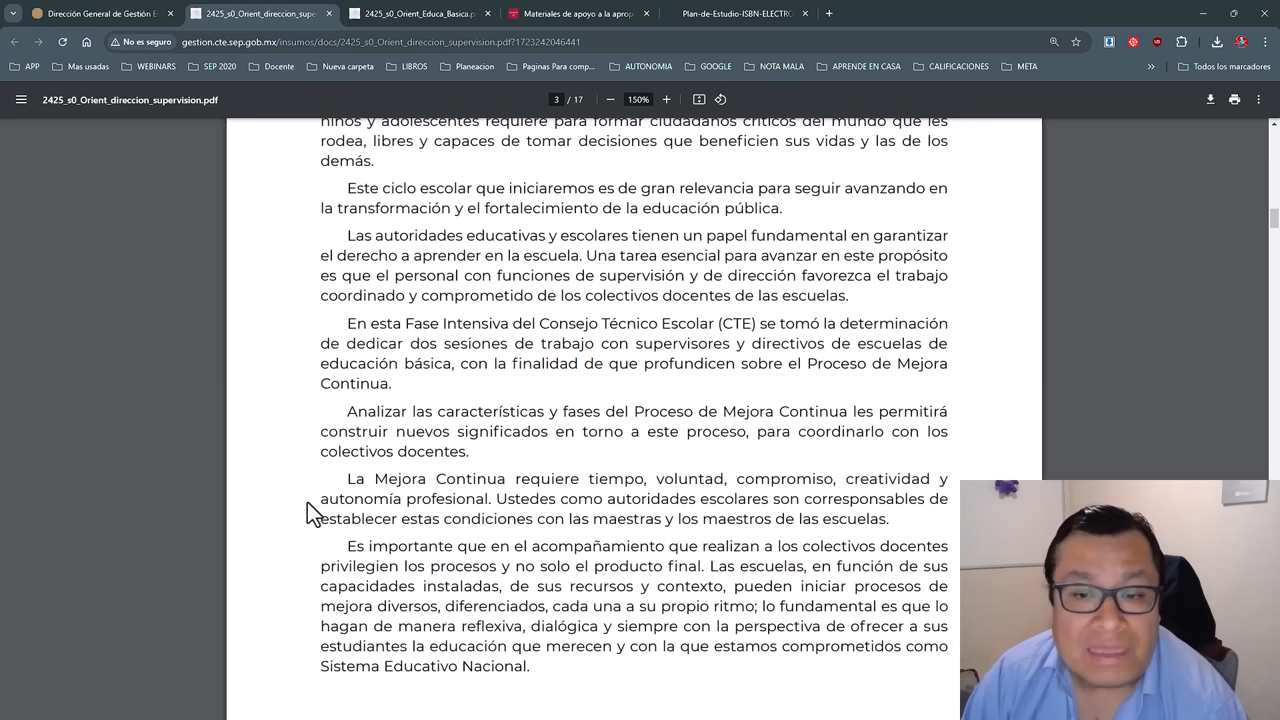 Dirección General de Gestión E
2425_s0_Orient_direccion_supe
2425_s0_Orient_Educa_Basica.p
Materiales de apoyo a la aprop
Plan-de-Estudio-ISBN-ELECTRO
No es seguro
gestion.cte.sep.gob.mx/insumos/docs/2425_s0_Orient_direccion_supervision.pdf?1723242046441
APP
Mas usadas
WEBINARS
SEP 2020
Docente
Nueva carpeta
LIBROS
Planeacion
Paginas Para comp...
AUTONOMIA
GOOGLE
NOTA MALA
APRENDE EN CASA
CALIFICACIONES
META
Todos los marcadores
2425_s0_Orient_direccion_supervision.pdf
3 / 17
150%
niños y adolescentes requiere para formar ciudadanos críticos del mundo que les
rodea, libres y capaces de tomar decisiones que beneficien sus vidas y las de los
demás.
Este ciclo escolar que iniciaremos es de gran relevancia para seguir avanzando en
la transformación y el fortalecimiento de la educación pública.
Las autoridades educativas y escolares tienen un papel fundamental en garantizar
el derecho a aprender en la escuela. Una tarea esencial para avanzar en este propósito
es que el personal con funciones de supervisión y de dirección favorezca el trabajo
coordinado y comprometido de los colectivos docentes de las escuelas.
En esta Fase Intensiva del Consejo Técnico Escolar (CTE) se tomó la determinación
de dedicar dos sesiones de trabajo con supervisores y directivos de escuelas de
educación básica, con la finalidad de que profundicen sobre el Proceso de Mejora
Continua.
Analizar las características y fases del Proceso de Mejora Continua les permitirá
construir nuevos significados en torno a este proceso, para coordinarlo con los
colectivos docentes.
La Mejora Continua requiere tiempo, voluntad, compromiso, creatividad y
autonomía profesional. Ustedes como autoridades escolares son corresponsables de
establecer estas condiciones con las maestras y los maestros de las escuelas.
Es importante que en el acompañamiento que realizan a los colectivos docentes
privilegien los procesos y no solo el producto final. Las escuelas, en función de sus
capacidades instaladas, de sus recursos y contexto, pueden iniciar procesos de
mejora diversos, diferenciados, cada una a su propio ritmo; lo fundamental es que lo
hagan de manera reflexiva, dialógica y siempre con la perspectiva de ofrecer a sus
estudiantes la educación que merecen y con la que estamos comprometidos como
Sistema Educativo Nacional.